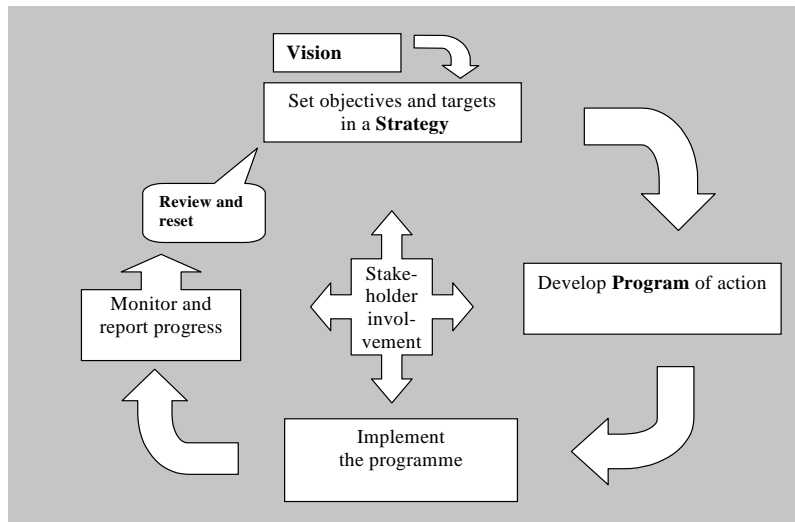 Vision
Set objectives and targets
in a Strategy
Review and
reset
Stake-
holder
invol-
vement
Develop Program of action
Monitor and
report progress
Implement
the programme